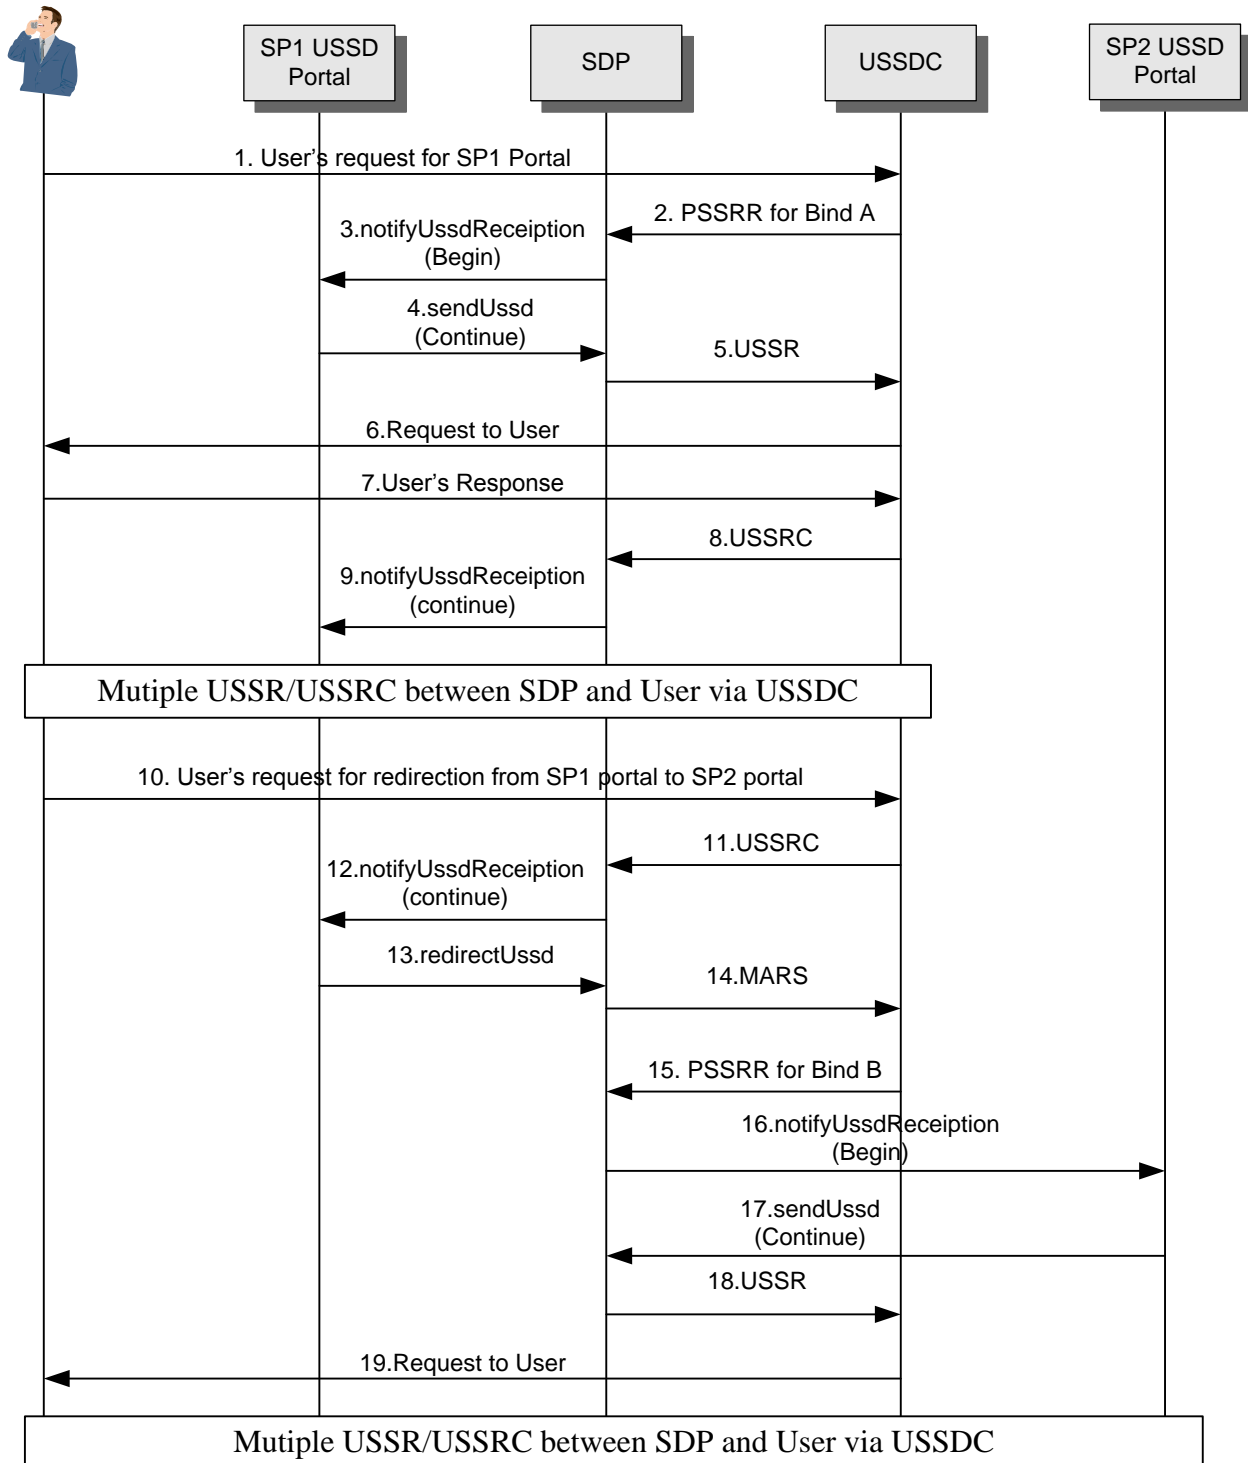 SP1 USSD
Portal
SDP
USSDC
SP2 USSD
Portal
1. User’s request for SP1 Portal
2. PSSRR for Bind A
3.notifyUssdReceiption
(Begin)
4.sendUssd
(Continue)
5.USSR
6.Request to User
7.User’s Response
8.USSRC
9.notifyUssdReceiption
(continue)
Mutiple USSR/USSRC between SDP and User via USSDC
10. User’s request for redirection from SP1 portal to SP2 portal
11.USSRC
12.notifyUssdReceiption
(continue)
13.redirectUssd
14.MARS
15. PSSRR for Bind B
16.notifyUssdReceiption
(Begin)
17.sendUssd
(Continue)
18.USSR
19.Request to User
Mutiple USSR/USSRC between SDP and User via USSDC